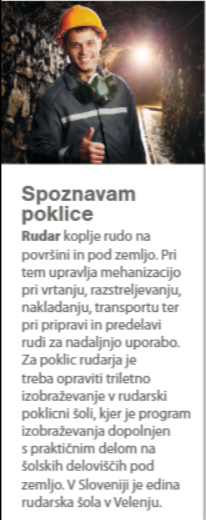 Spoznavam
poklice
Rudar koplje rudo na
površini in pod zemljo. Pri
tem upravlja mehanizacijo
pri vrtanju, razstreljevanju,
nakladanju, transportu ter
pri pripravi in predelavi
rudi za nadaljnjo uporabo.
Za poklic rudarja je
treba opraviti triletno
izobraževanje v rudarski
poklicni šoli, kjer je program
izobraževanja dopolnjen
s praktičnim delom na
šolskih deloviščih pod
zemljo. V Sloveniji je edina
rudarska šola v Velenju.